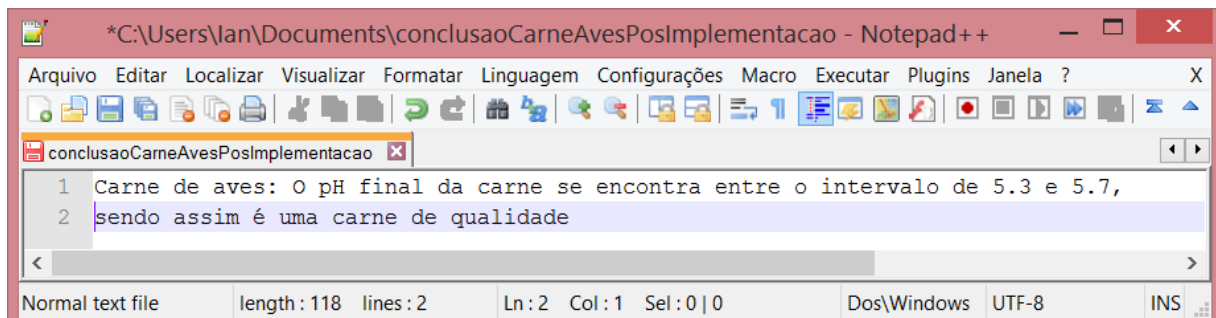 *C:\Users\Ian\Documents\conclusaoCarneAvesPosImplementacao - Notepad++
Arquivo Editar Localizar Visualizar Formatar Linguagem Configurações Macro Executar Plugins Janela ? X
conclusaoCarneAvesPosImplementacao
1 Carne de aves: O pH final da carne se encontra entre o intervalo de 5.3 e 5.7,
2 sendo assim é uma carne de qualidade
Normal text file length : 118 lines : 2 Ln : 2 Col : 1 Sel : 0 | 0 Dos\Windows UTF-8 INS